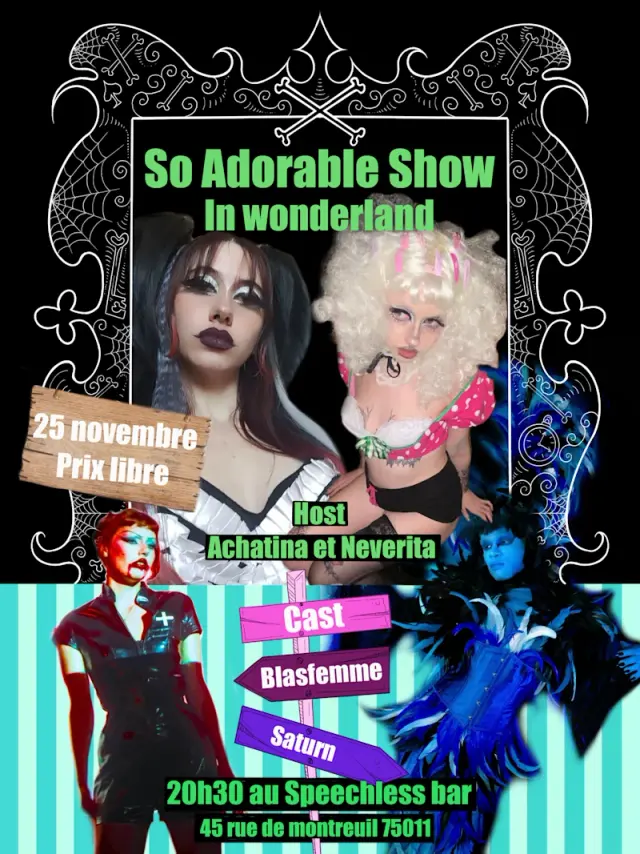 So Adorable Show
In wonderland
25 novembre
Prix libre
Host
Achatina et Neverita
Cast
Blasfemme
Saturn
20h30 au Speechless bar
45 rue de montreuil 75011